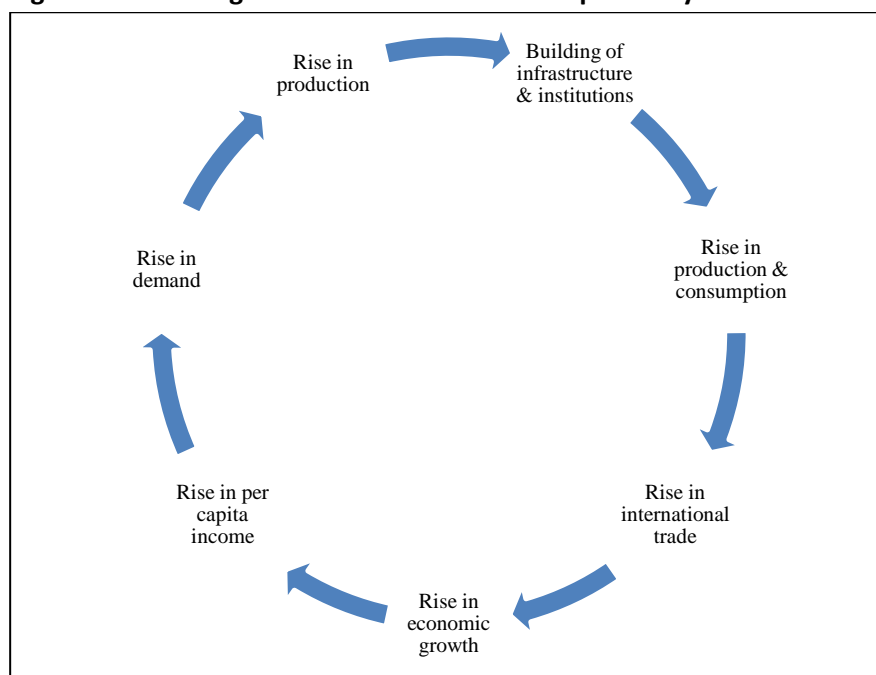 Rise in
production
Building of
infrastructure
& institutions
Rise in
production &
consumption
Rise in
international
trade
Rise in
economic
growth
Rise in per
capita
income
Rise in
demand